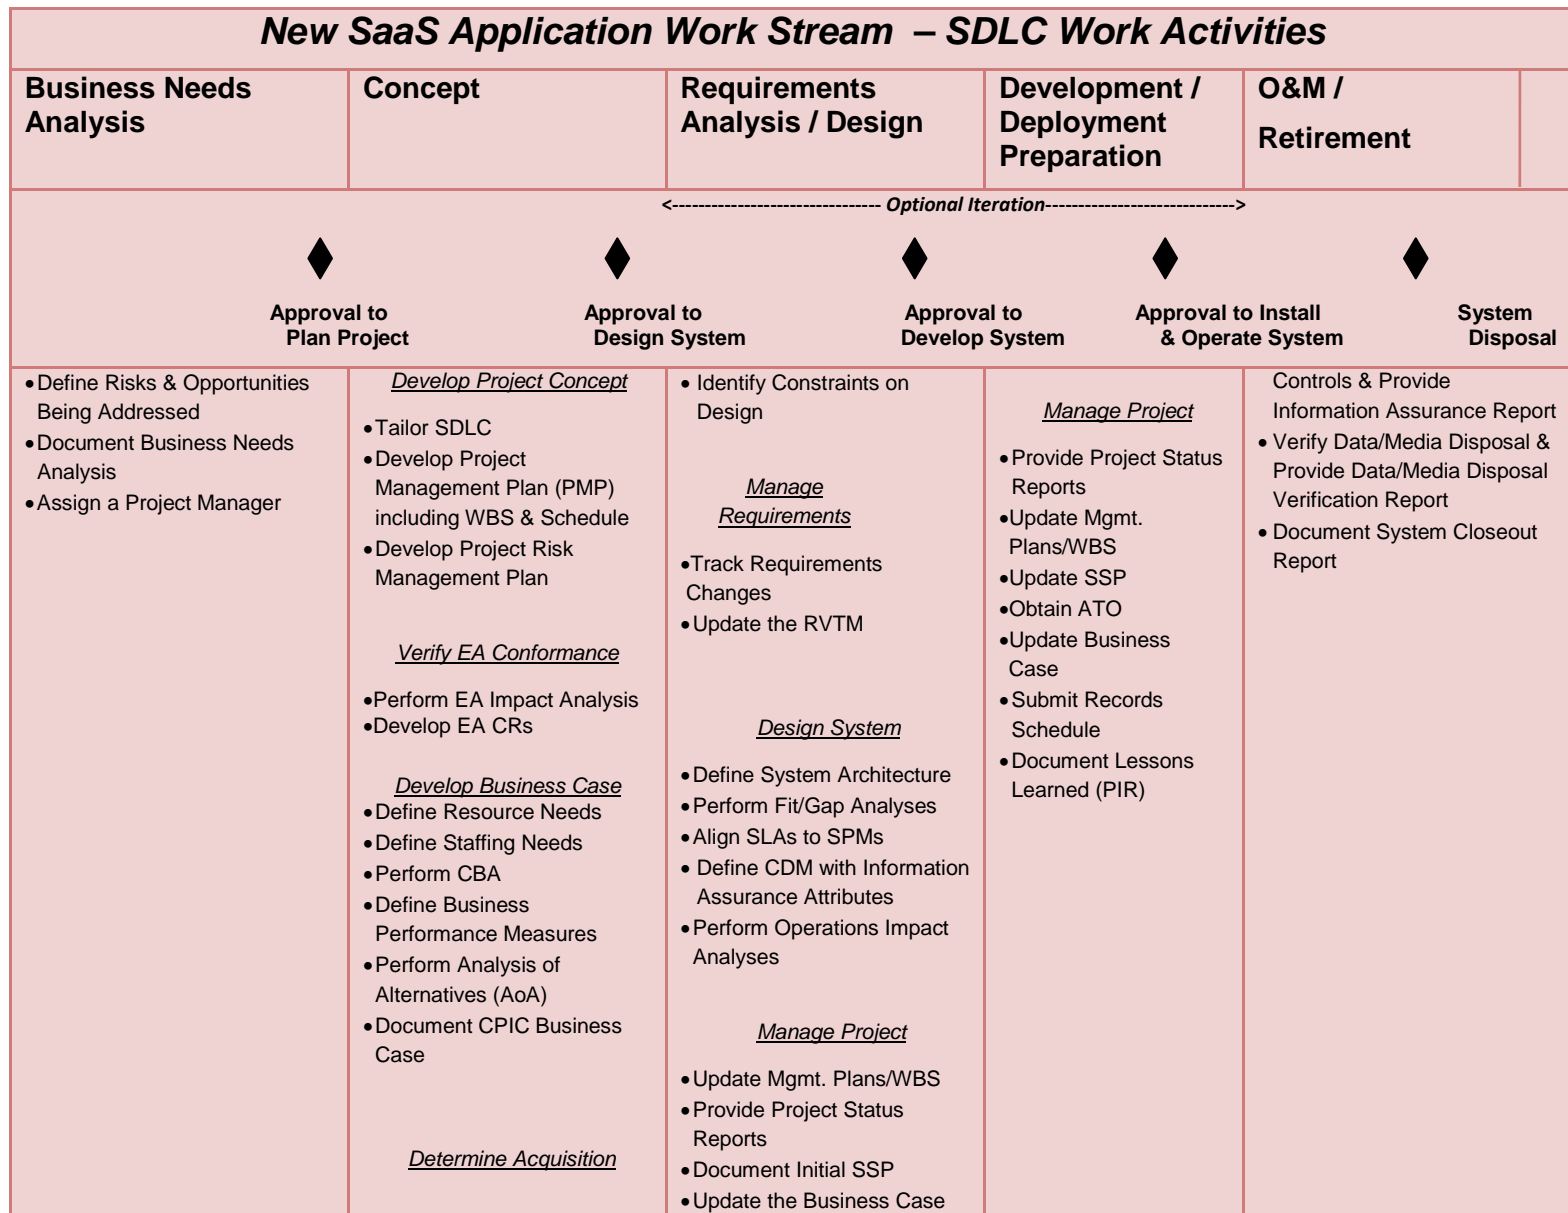 New SaaS Application Work Stream – SDLC Work Activities
Business Needs
Analysis
Concept
Requirements
Analysis / Design
Development /
Deployment
Preparation
O&M /
Retirement
<-------------------------------- Optional Iteration----------------------------->
Approval to
Plan Project
Approval to
Design System
Approval to
Develop System
Approval to Install
& Operate System
System
Disposal
• Define Risks & Opportunities
Being Addressed
• Document Business Needs
Analysis
• Assign a Project Manager
Develop Project Concept
• Tailor SDLC
• Develop Project
Management Plan (PMP)
including WBS & Schedule
• Develop Project Risk
Management Plan
Verify EA Conformance
• Perform EA Impact Analysis
• Develop EA CRs
Develop Business Case
• Define Resource Needs
• Define Staffing Needs
• Perform CBA
• Define Business
Performance Measures
• Perform Analysis of
Alternatives (AoA)
• Document CPIC Business
Case
Determine Acquisition
• Identify Constraints on
Design
Manage
Requirements
• Track Requirements
Changes
• Update the RVTM
Design System
• Define System Architecture
• Perform Fit/Gap Analyses
• Align SLAs to SPMs
• Define CDM with Information
Assurance Attributes
• Perform Operations Impact
Analyses
Manage Project
• Update Mgmt. Plans/WBS
• Provide Project Status
Reports
• Document Initial SSP
• Update the Business Case
Manage Project
• Provide Project Status
Reports
• Update Mgmt.
Plans/WBS
• Update SSP
• Obtain ATO
• Update Business
Case
• Submit Records
Schedule
• Document Lessons
Learned (PIR)
Controls & Provide
Information Assurance Report
• Verify Data/Media Disposal &
Provide Data/Media Disposal
Verification Report
• Document System Closeout
Report